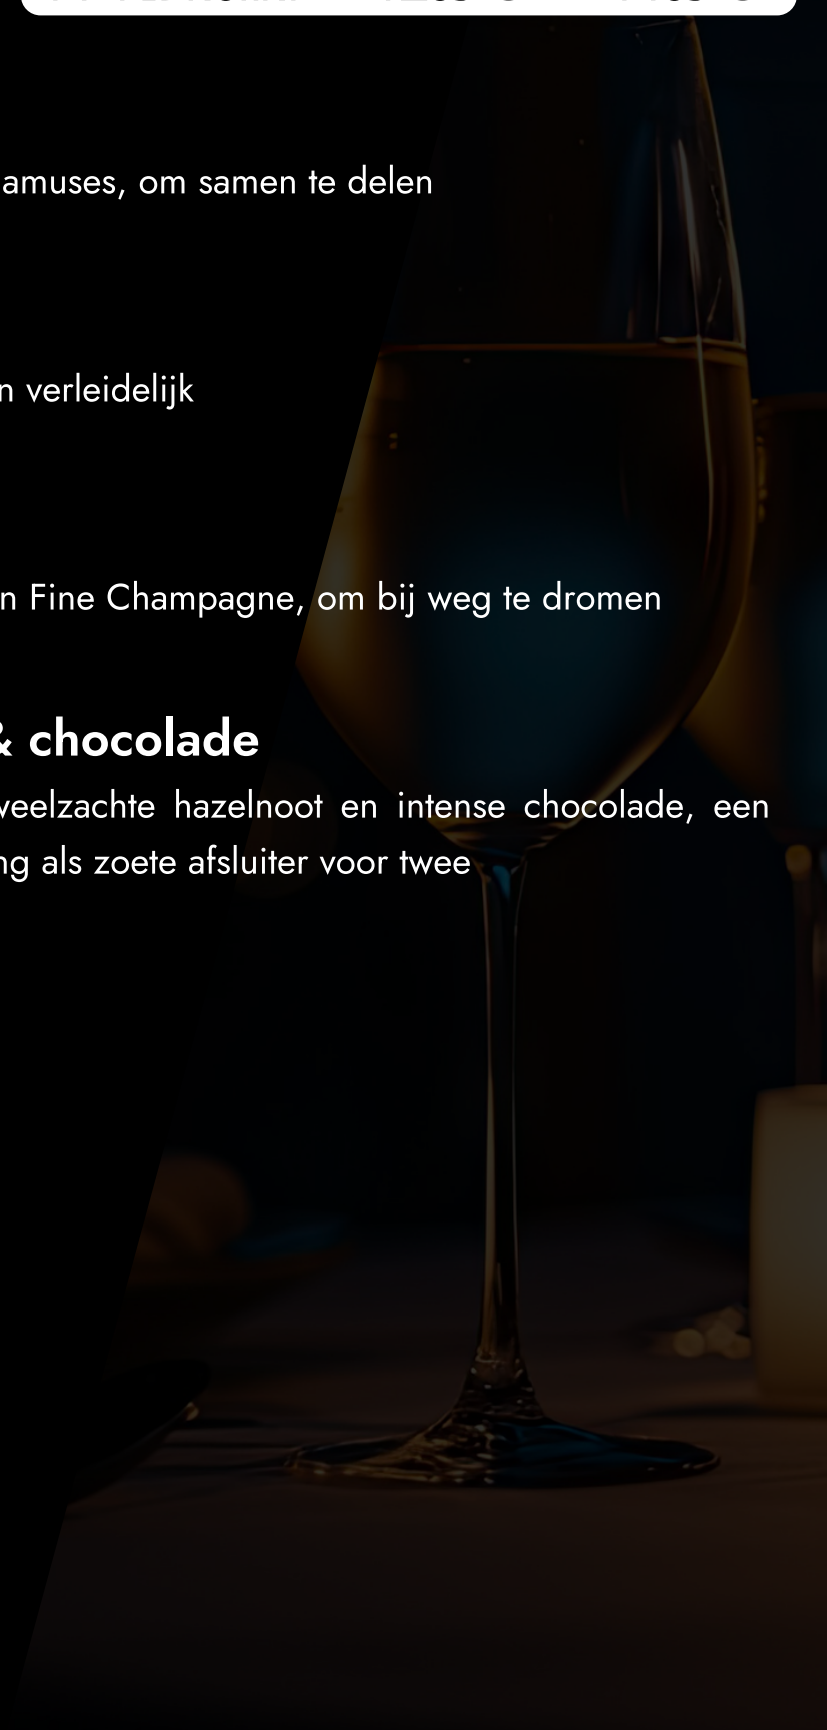 amuses, om samen te delen
n verleidelijk
n Fine Champagne, om bij weg te dromen
& chocolade
weelzachte hazelnoot en intense chocolade, een
ng als zoete afsluiter voor twee